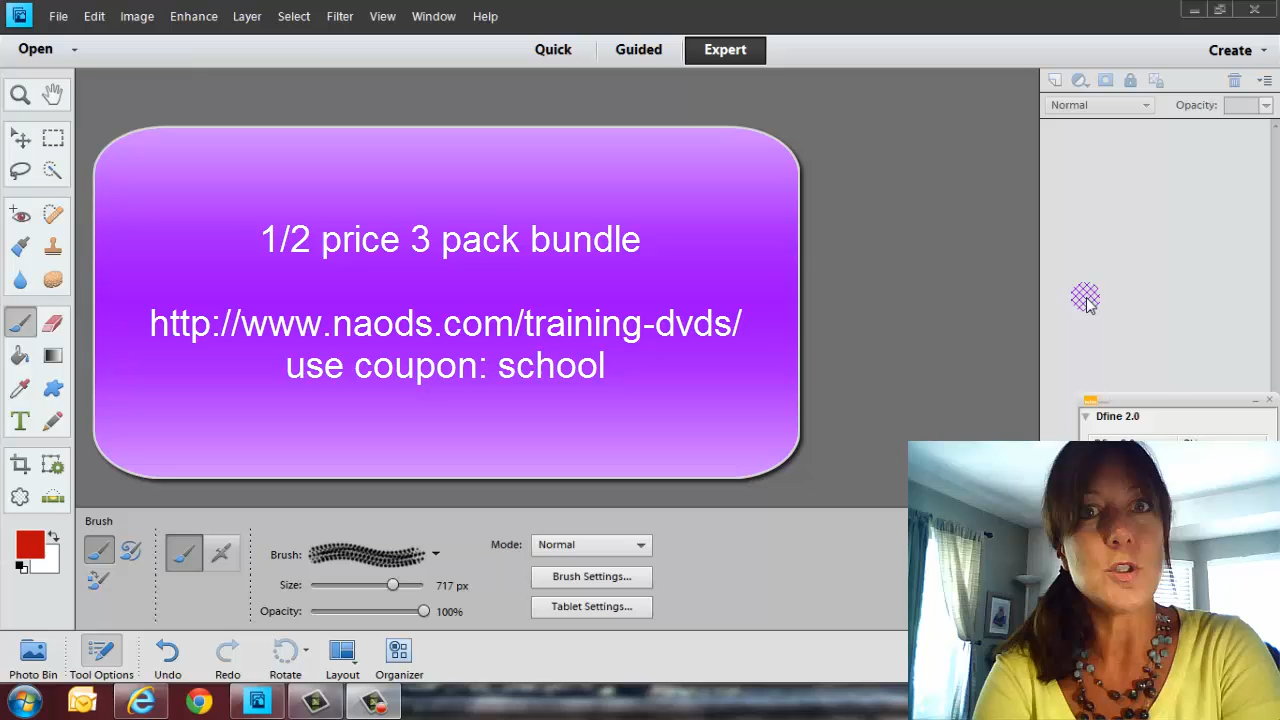 File Edit Image Enhance Layer Select Filter View Window Help
Open Quick Guided Expert Create
Normal Opacity:
1/2 price 3 pack bundle
http://www.naods.com/training-dvds/
use coupon: school
Dfine 2.0
Brush
Brush: Mode: Normal
Size: 717 px Brush Settings...
Opacity: 100% Tablet Settings...
Photo Bin Tool Options Undo Redo Rotate Layout Organizer